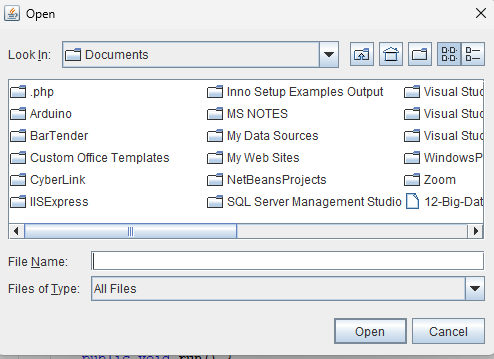 Open
Look In: Documents
.php Inno Setup Examples Output Visual Stud
Arduino MS NOTES Visual Stud
BarTender My Data Sources Visual Stud
Custom Office Templates My Web Sites WindowsP
CyberLink NetBeansProjects Zoom
IISExpress SQL Server Management Studio 12-Big-Dat
File Name:
Files of Type: All Files
Open Cancel
public void run() {